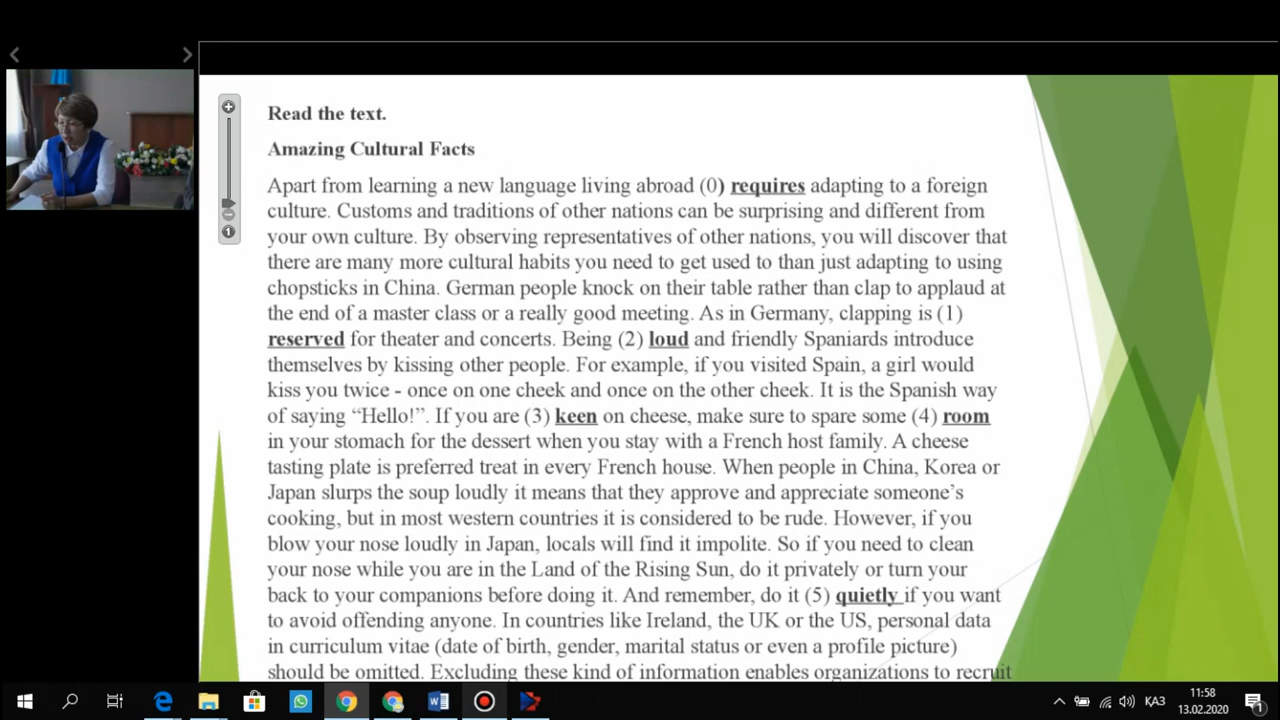 Read the text.
Amazing Cultural Facts
Apart from learning a new language living abroad (0) requires adapting to a foreign
culture. Customs and traditions of other nations can be surprising and different from
your own culture. By observing representatives of other nations, you will discover that
there are many more cultural habits you need to get used to than just adapting to using
chopsticks in China. German people knock on their table rather than clap to applaud at
the end of a master class or a really good meeting. As in Germany, clapping is (1)
reserved for theater and concerts. Being (2) loud and friendly Spaniards introduce
themselves by kissing other people. For example, if you visited Spain, a girl would
kiss you twice - once on one cheek and once on the other cheek. It is the Spanish way
of saying “Hello!”. If you are (3) keen on cheese, make sure to spare some (4) room
in your stomach for the dessert when you stay with a French host family. A cheese
tasting plate is preferred treat in every French house. When people in China, Korea or
Japan slurps the soup loudly it means that they approve and appreciate someone’s
cooking, but in most western countries it is considered to be rude. However, if you
blow your nose loudly in Japan, locals will find it impolite. So if you need to clean
your nose while you are in the Land of the Rising Sun, do it privately or turn your
back to your companions before doing it. And remember, do it (5) quietly if you want
to avoid offending anyone. In countries like Ireland, the UK or the US, personal data
in curriculum vitae (date of birth, gender, marital status or even a profile picture)
should be omitted. Excluding these kind of information enables organizations to recruit
ҚАЗ
11:58
13.02.2020
1